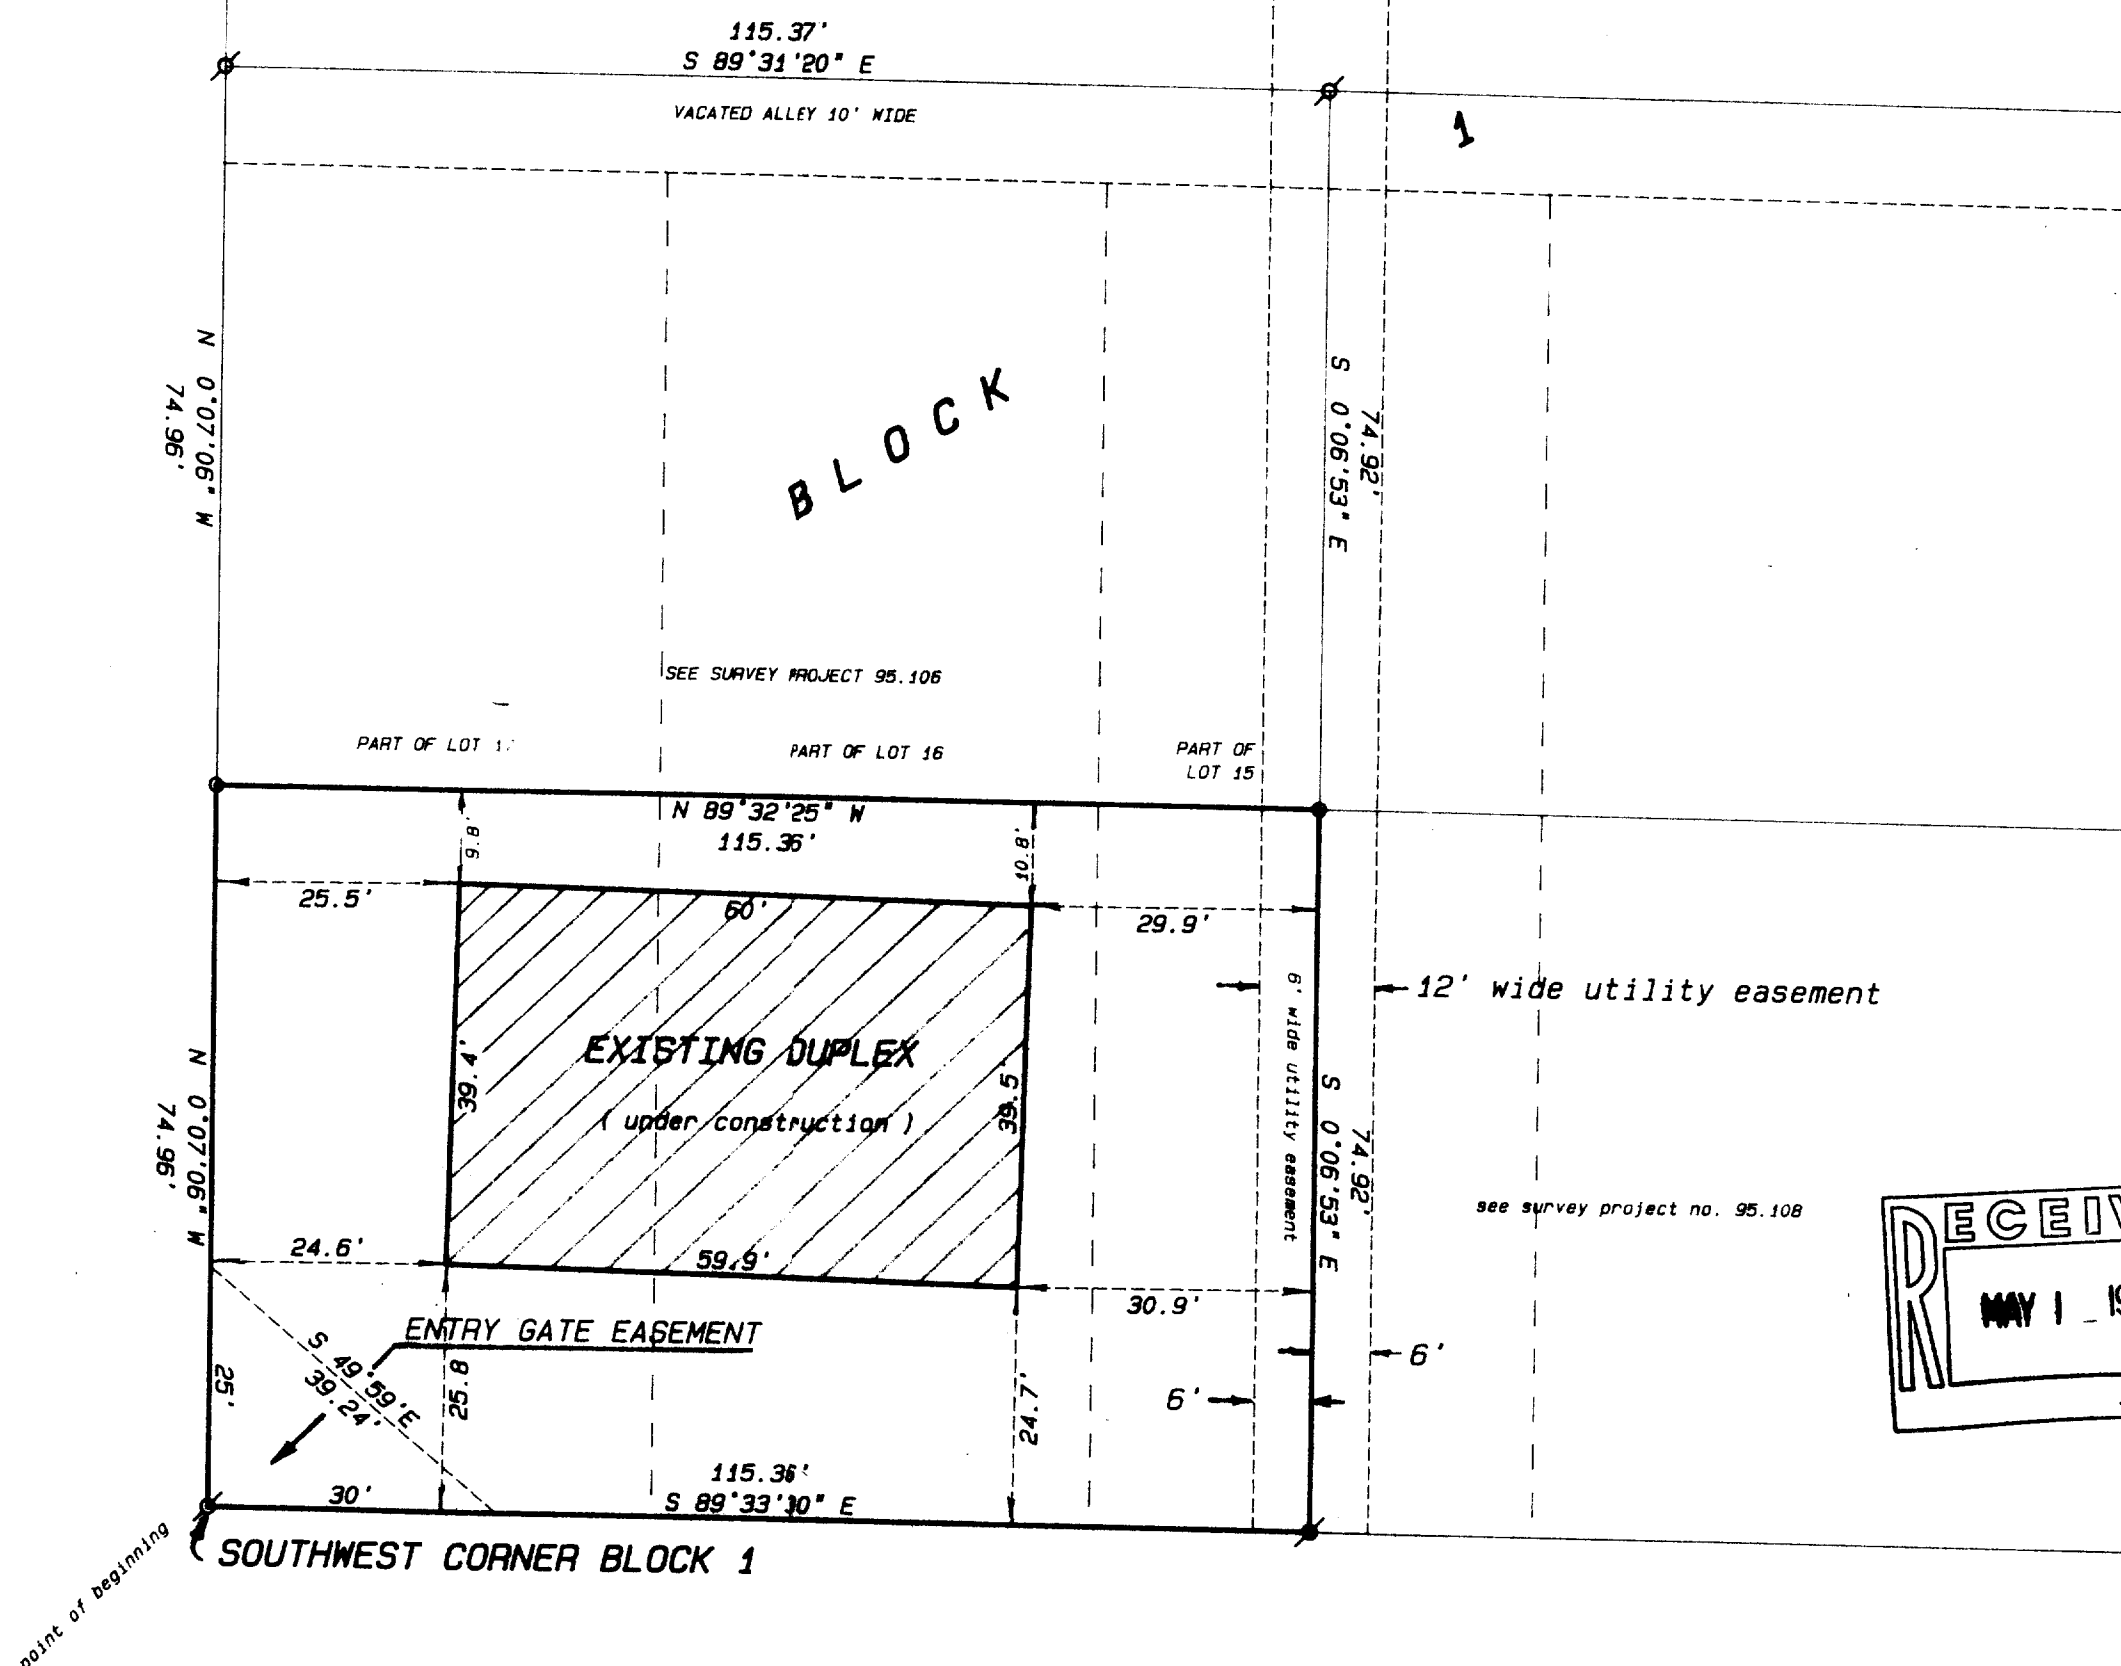 115.37'
S 89°31'20" E
VACATED ALLEY 10' WIDE
1
N 0°07'06" W
74.96'
BLOCK
S 0°06'53" E
74.92'
SEE SURVEY PROJECT 95.106
PART OF LOT
PART OF LOT 16
PART OF
LOT 15
N 89°32'25" W
115.36'
9.8'
10.8'
25.5'
60'
29.9'
12' wide utility easement
6' wide utility easement
EXISTING DUPLEX
( under construction )
39.4'
39.5'
N 0°07'06" W
74.96'
S 0°06'53" E
74.92'
see survey project no. 95.108
RECEIV
MAY 1
24.6'
59.9'
30.9'
ENTRY GATE EASEMENT
S 49°59'E
39.24'
25'
25.8
24.7'
6'
6'
30'
115.36'
S 89°33'30" E
SOUTHWEST CORNER BLOCK 1
point of beginning